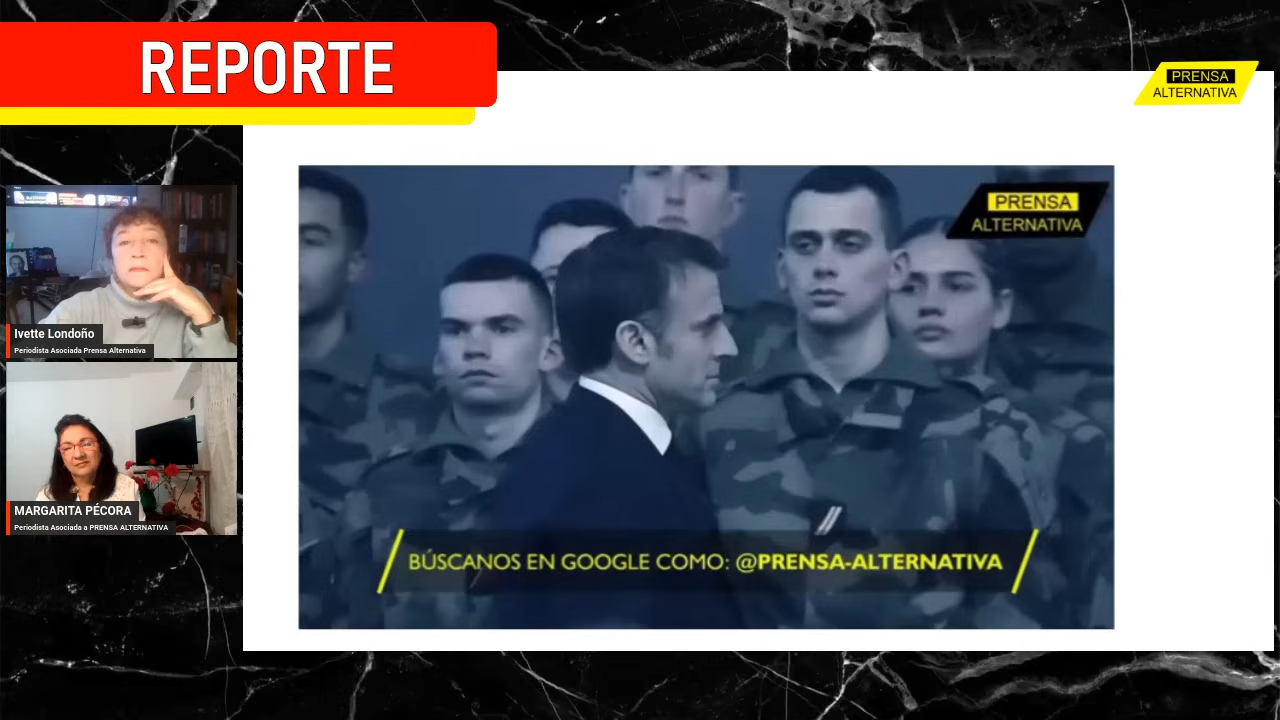 REPORTE
PRENSA
ALTERNATIVA
PRENSA
ALTERNATIVA
Ivette Londoño
Periodista Asociada Prensa Alternativa
MARGARITA PÉCORA
Periodista Asociada a PRENSA ALTERNATIVA
BÚSCANOS EN GOOGLE COMO: @PRENSA-ALTERNATIVA